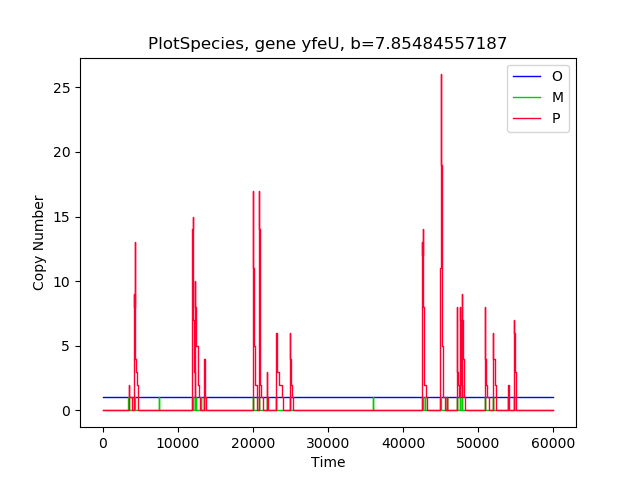 PlotSpecies, gene yfeU, b=7.85484557187
O
M
P
25
20
15
10
5
0
Copy Number
0 10000 20000 30000 40000 50000 60000
Time